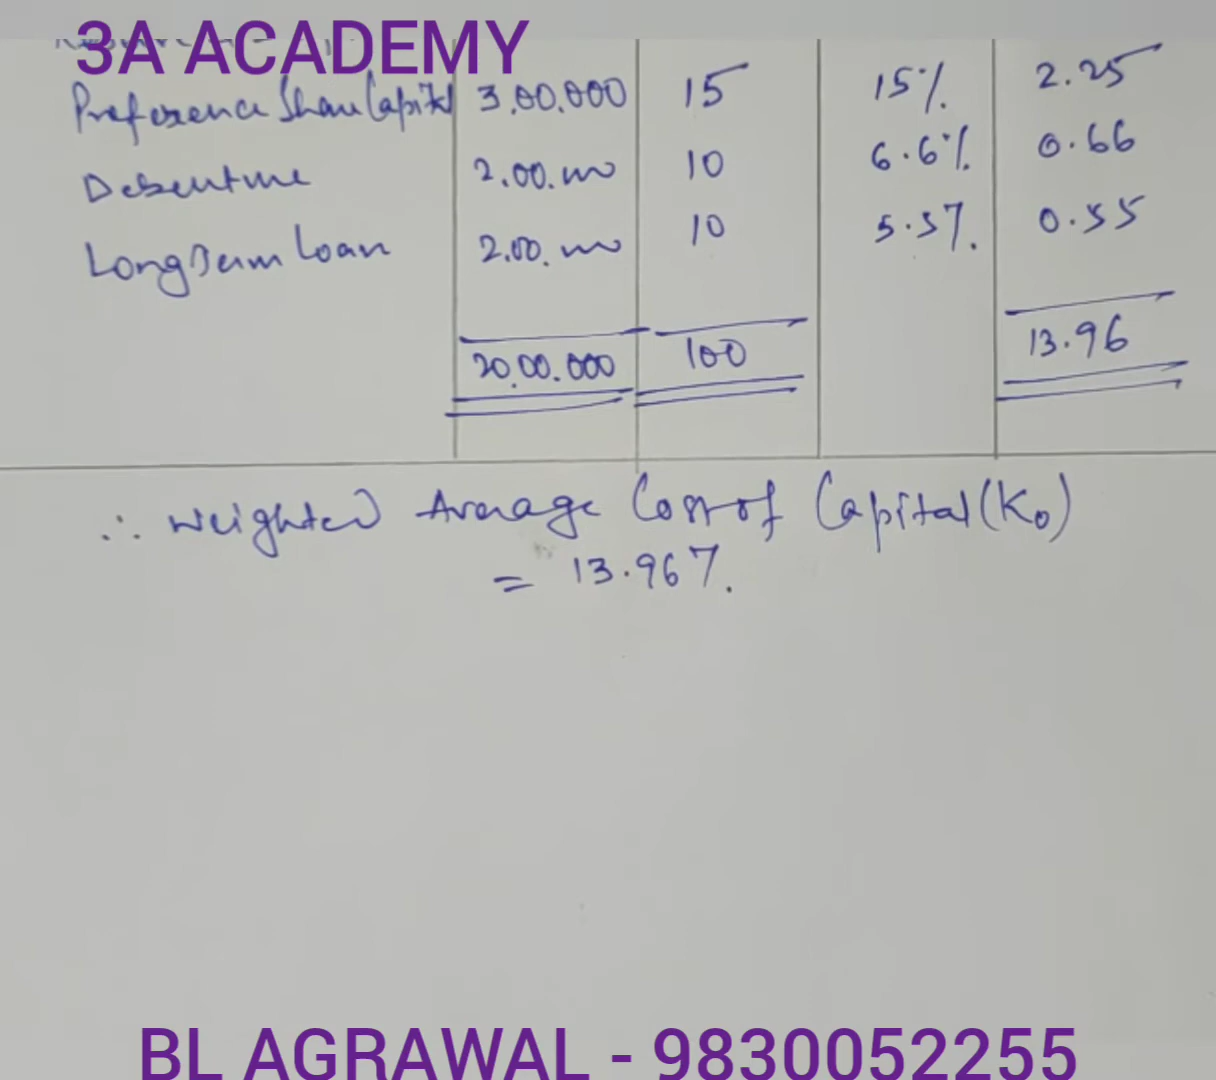 3A ACADEMY
Preference Share Capital 3,00,000 15 15% 2.25
Debenture 2,00,000 10 6.6% 0.66
Long Term Loan 2,00,000 10 5.5% 0.55
20,00,000 100 13.96
∴ Weighted Average Cost of Capital (K₀)
= 13.96%.
BL AGRAWAL - 9830052255